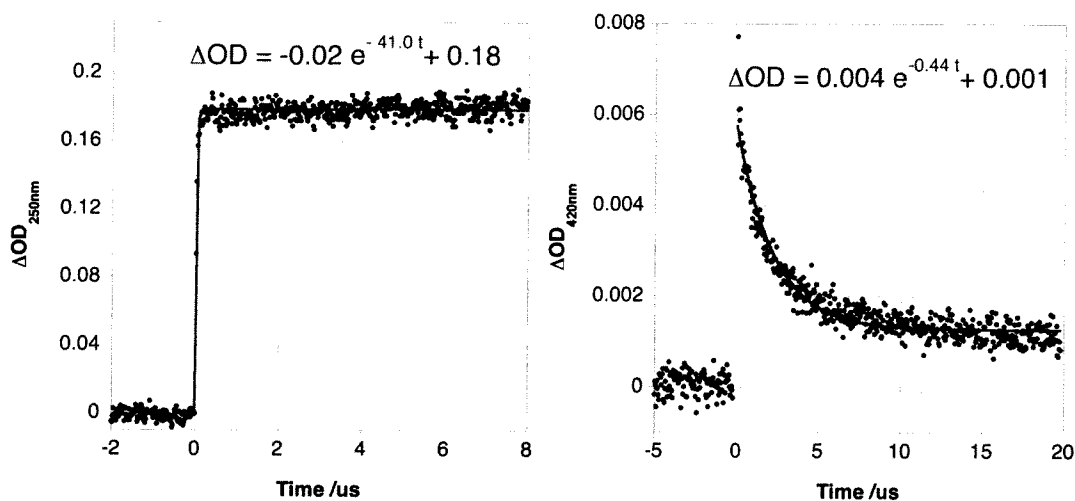 ΔOD = -0.02 e^-41.0 t + 0.18
0.2
0.16
0.12
0.08
0.04
0
ΔOD250nm
-2 0 2 4 6 8
Time /us
ΔOD = 0.004 e^-0.44 t + 0.001
0.008
0.006
0.004
0.002
0
ΔOD420nm
-5 0 5 10 15 20
Time /us